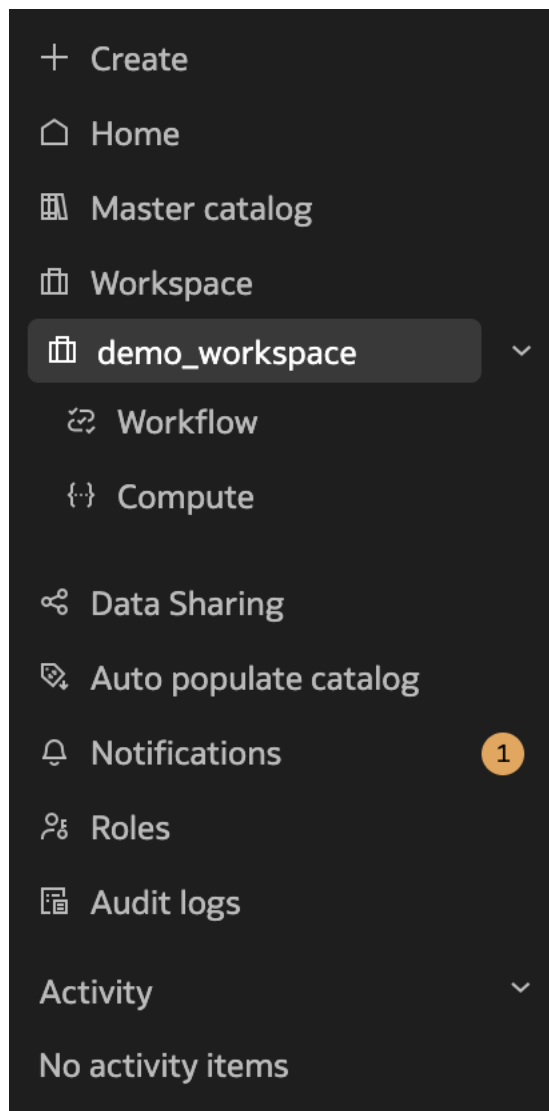 Create
Home
Master catalog
Workspace
demo_workspace
Workflow
Compute
Data Sharing
Auto populate catalog
Notifications 1
Roles
Audit logs
Activity
No activity items